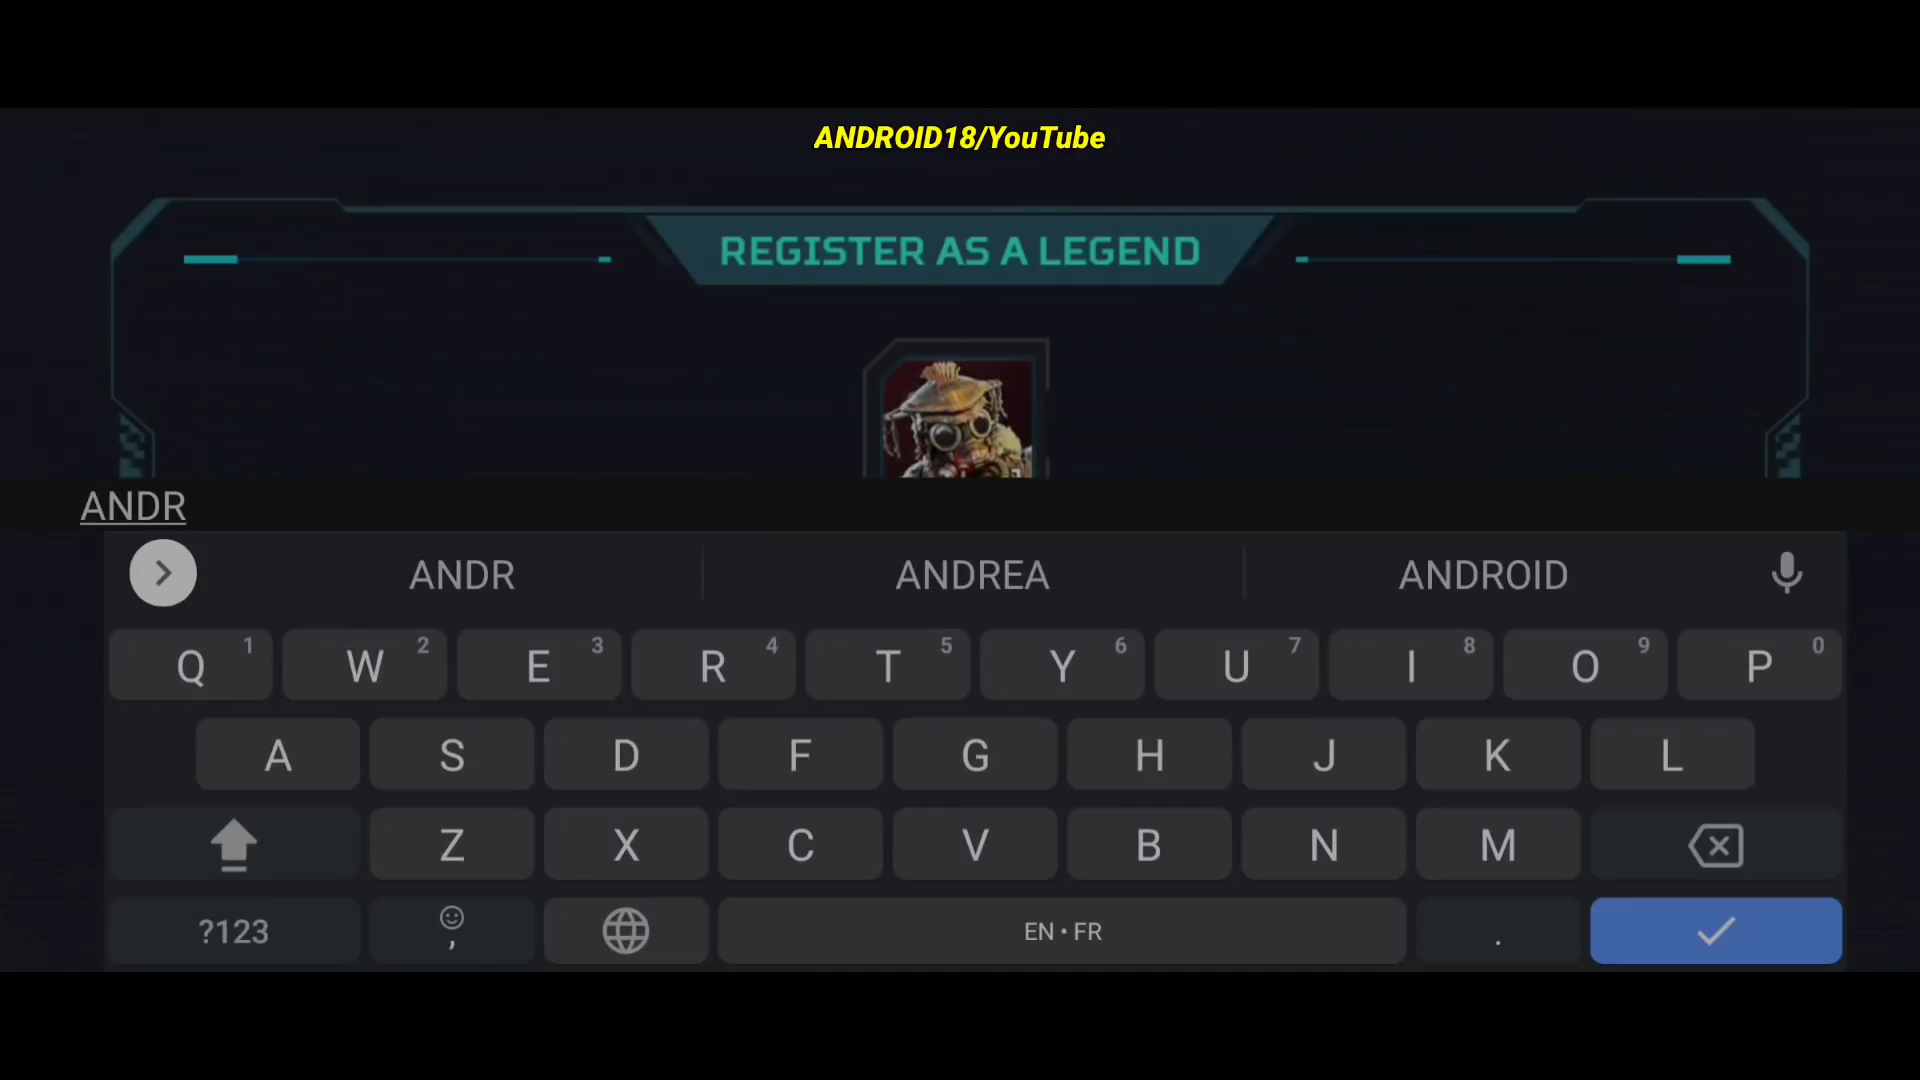 ANDROID18/YouTube
REGISTER AS A LEGEND
ANDR
ANDR ANDREA ANDROID
Q 1 W 2 E 3 R 4 T 5 Y 6 U 7 I 8 O 9 P 0
A S D F G H J K L
Z X C V B N M
?123 , EN • FR .